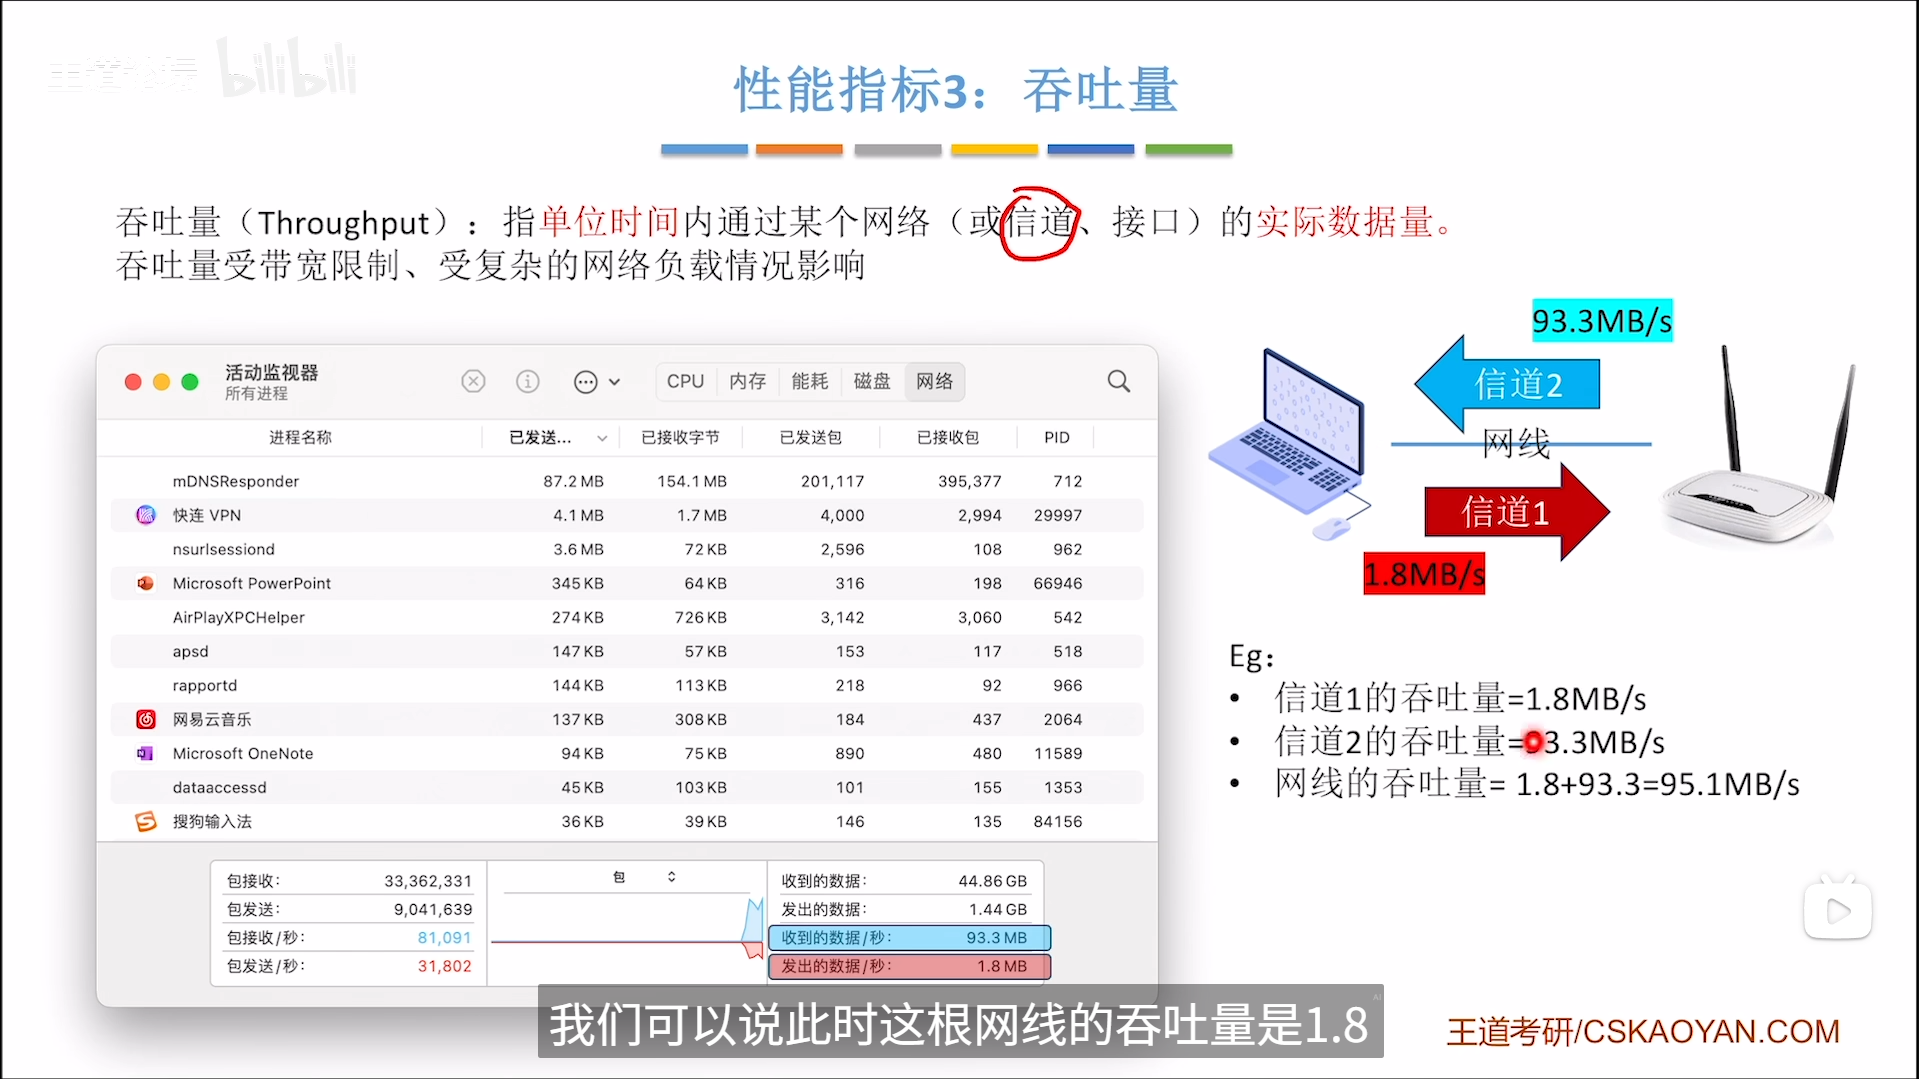 王道论坛 bilibili
性能指标3：吞吐量
吞吐量（Throughput）：指单位时间内通过某个网络（或信道、接口）的实际数据量。
吞吐量受带宽限制、受复杂的网络负载情况影响
活动监视器
所有进程
CPU 内存 能耗 磁盘 网络
进程名称 已发送... 已接收字节 已发送包 已接收包 PID
mDNSResponder 87.2 MB 154.1 MB 201,117 395,377 712
快连 VPN 4.1 MB 1.7 MB 4,000 2,994 29997
nsurlsessiond 3.6 MB 72 KB 2,596 108 962
Microsoft PowerPoint 345 KB 64 KB 316 198 66946
AirPlayXPCHelper 274 KB 726 KB 3,142 3,060 542
apsd 147 KB 57 KB 153 117 518
rapportd 144 KB 113 KB 218 92 966
网易云音乐 137 KB 308 KB 184 437 2064
Microsoft OneNote 94 KB 75 KB 890 480 11589
dataaccessd 45 KB 103 KB 101 155 1353
搜狗输入法 36 KB 39 KB 146 135 84156
包接收： 33,362,331
包发送： 9,041,639
包接收/秒： 81,091
包发送/秒： 31,802
包
收到的数据： 44.86 GB
发出的数据： 1.44 GB
收到的数据/秒： 93.3 MB
发出的数据/秒： 1.8 MB
93.3MB/s
信道2
网线
信道1
1.8MB/s
Eg：
• 信道1的吞吐量=1.8MB/s
• 信道2的吞吐量=93.3MB/s
• 网线的吞吐量= 1.8+93.3=95.1MB/s
我们可以说此时这根网线的吞吐量是1.8
AI
王道考研/CSKAOYAN.COM